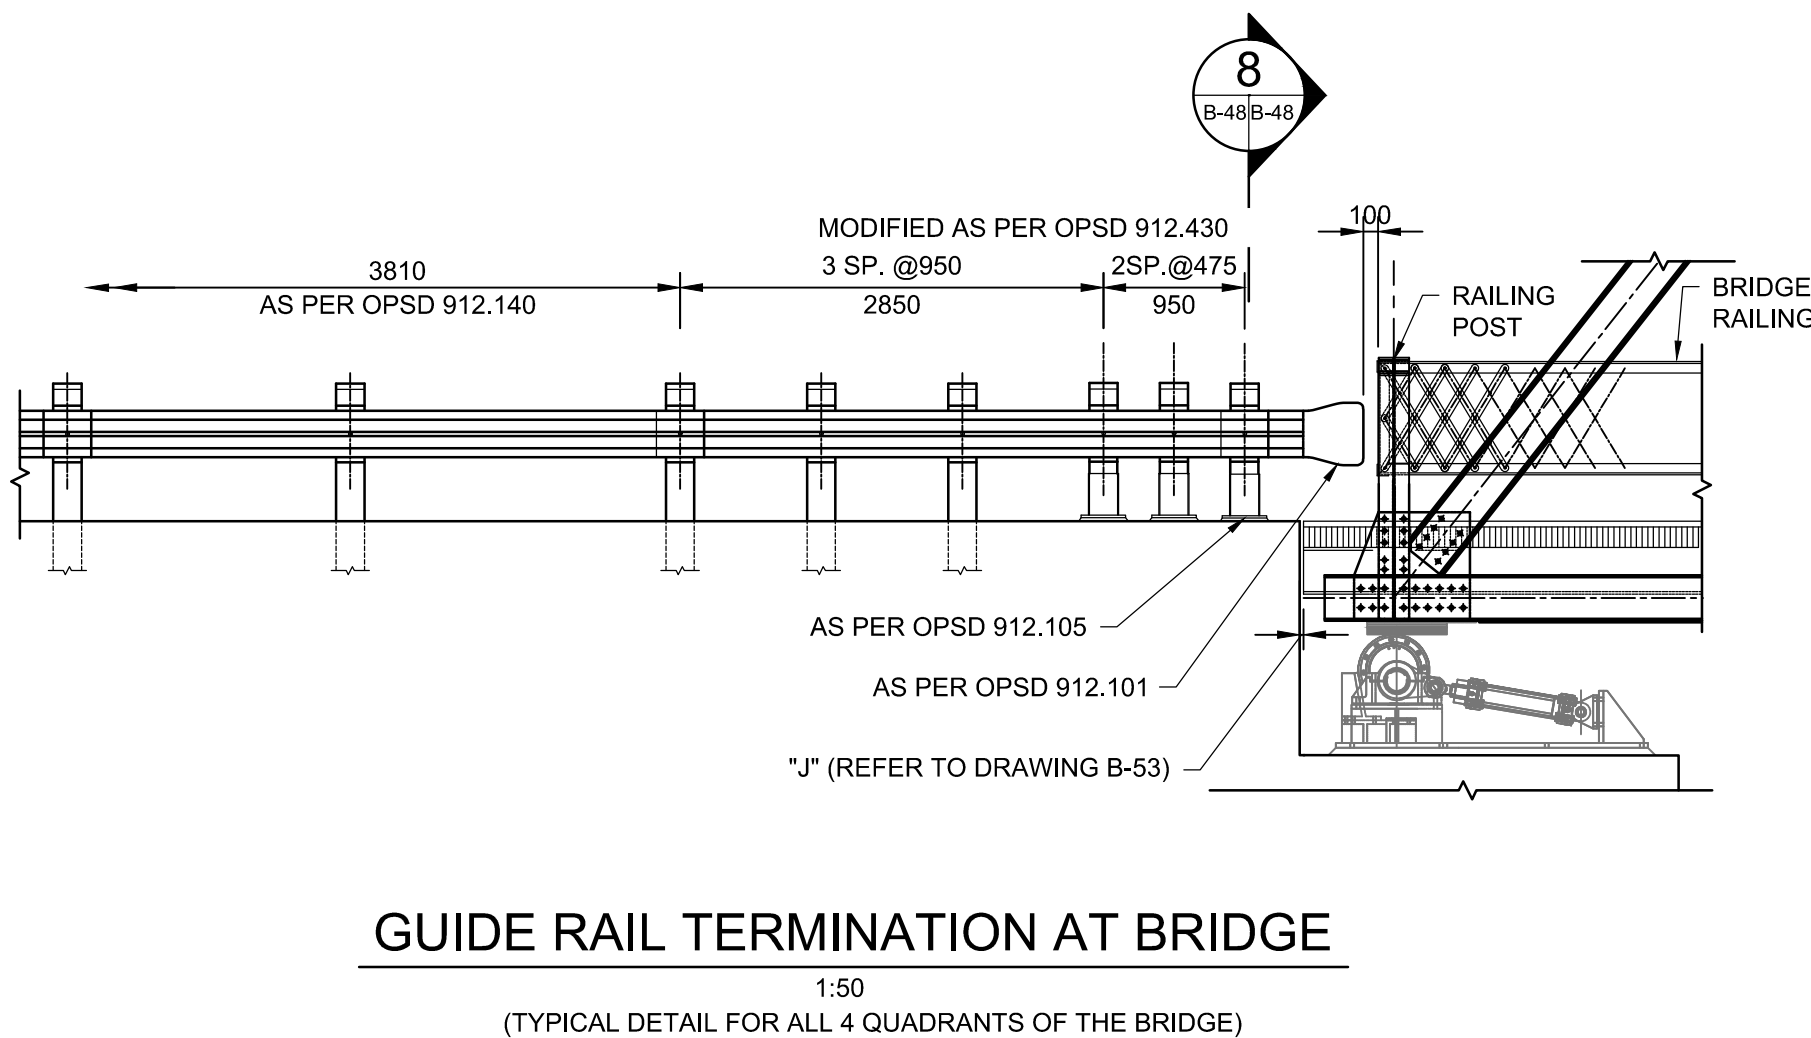 8
B-48 B-48
MODIFIED AS PER OPSD 912.430
100
3810
3 SP. @950
2SP.@475
AS PER OPSD 912.140
2850
950
RAILING
POST
BRIDGE
RAILING
AS PER OPSD 912.105
AS PER OPSD 912.101
"J" (REFER TO DRAWING B-53)
GUIDE RAIL TERMINATION AT BRIDGE
1:50
(TYPICAL DETAIL FOR ALL 4 QUADRANTS OF THE BRIDGE)